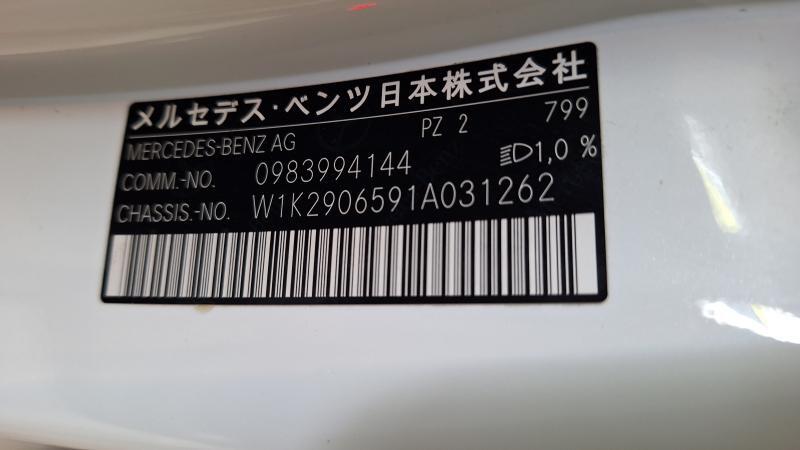 メルセデス・ベンツ日本株式会社
MERCEDES-BENZ AG PZ 2 799
COMM.-NO. 0983994144 1,0 %
CHASSIS.-NO. W1K2906591A031262